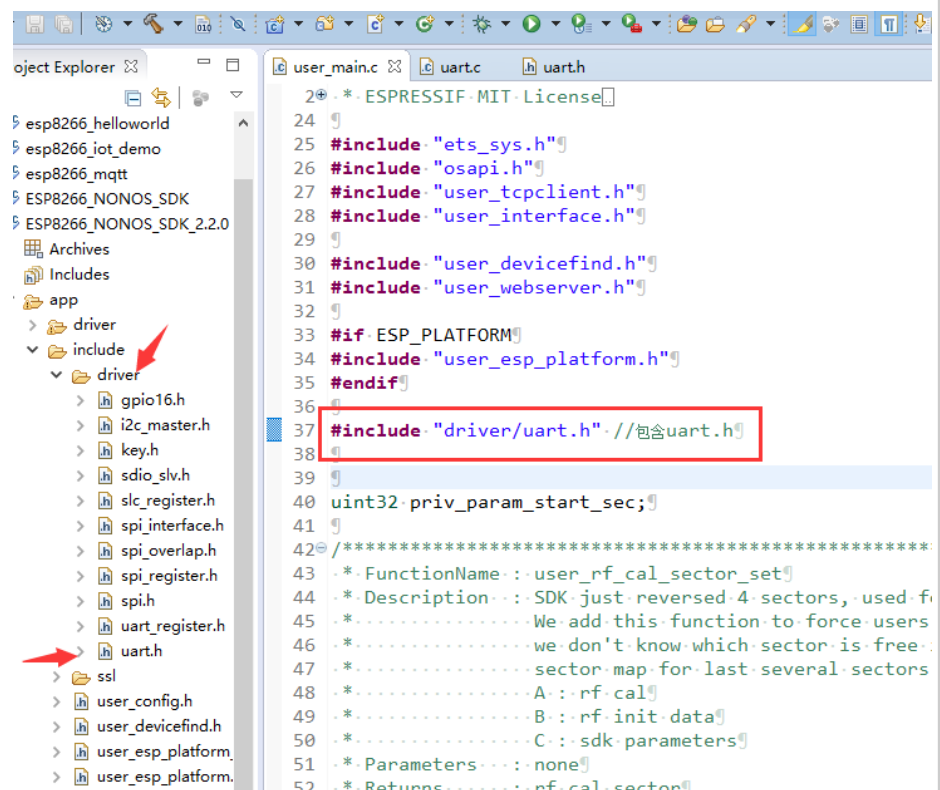 oject Explorer
user_main.c
uart.c
uart.h
esp8266_helloworld
esp8266_iot_demo
esp8266_mqtt
ESP8266_NONOS_SDK
ESP8266_NONOS_SDK_2.2.0
Archives
Includes
app
driver
include
driver
gpio16.h
i2c_master.h
key.h
sdio_slv.h
slc_register.h
spi_interface.h
spi_overlap.h
spi_register.h
spi.h
uart_register.h
uart.h
ssl
user_config.h
user_devicefind.h
user_esp_platform_
user_esp_platform.
2 * ESPRESSIF MIT License
24
25 #include "ets_sys.h"
26 #include "osapi.h"
27 #include "user_tcpclient.h"
28 #include "user_interface.h"
29
30 #include "user_devicefind.h"
31 #include "user_webserver.h"
32
33 #if ESP_PLATFORM
34 #include "user_esp_platform.h"
35 #endif
36
37 #include "driver/uart.h" //包含uart.h
38
39
40 uint32 priv_param_start_sec;
41
42 /******************************************************
43 * FunctionName : user_rf_cal_sector_set
44 * Description : SDK just reversed 4 sectors, used f
45 * We add this function to force users
46 * we don't know which sector is free
47 * sector map for last several sectors
48 * A : rf cal
49 * B : rf init data
50 * C : sdk parameters
51 * Parameters : none
52 * Returns : rf cal sector